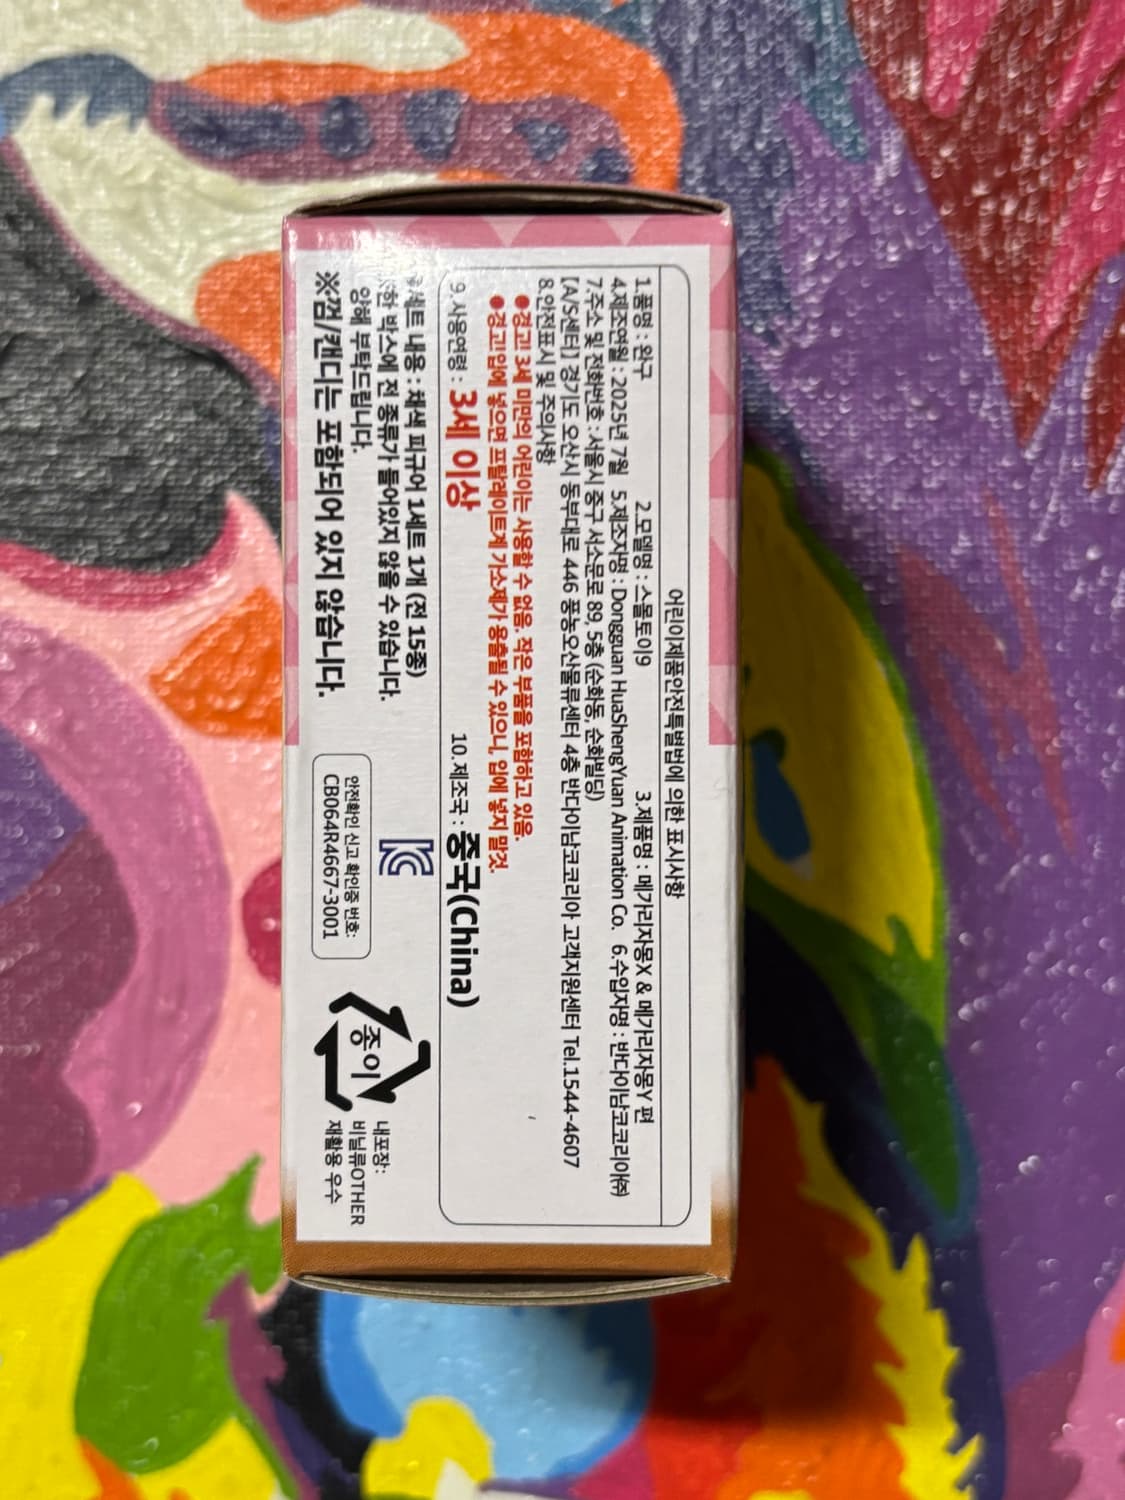 어린이제품안전특별법에 의한 표시사항
1.품명 : 완구 2.모델명 : 스몰토이9 3.제품명 : 메가리자몽X & 메가리자몽Y 편
4.제조연월 : 2025년 7월 5.제조자명 : Dongguan HuaShengYuan Animation Co. 6.수입자명 : 반다이남코코리아㈜
7.주소 및 전화번호 : 서울시 중구 서소문로 89, 5층 (순화동, 순화빌딩)
[A/S센터] 경기도 오산시 동부대로 446 풍농오산물류센터 4층 반다이남코코리아 고객지원센터 Tel.1544-4607
8.안전표시 및 주의사항
●경고! 3세 미만의 어린이는 사용할 수 없음. 작은 부품을 포함하고 있음.
●경고!입에 넣으면 프탈레이트계 가소제가 용출될 수 있으니, 입에 넣지 말것.
9.사용연령 : 3세 이상 10.제조국 : 중국(China)
세트 내용 : 채색 피규어 1세트 1개 (전 15종)
한 박스에 전 종류가 들어있지 않을 수 있습니다.
양해 부탁드립니다.
※껌/캔디는 포함되어 있지 않습니다.
KC
안전확인 신고 확인증 번호:
CB064R4667-3001
종이
내포장:
비닐류OTHER
재활용 우수